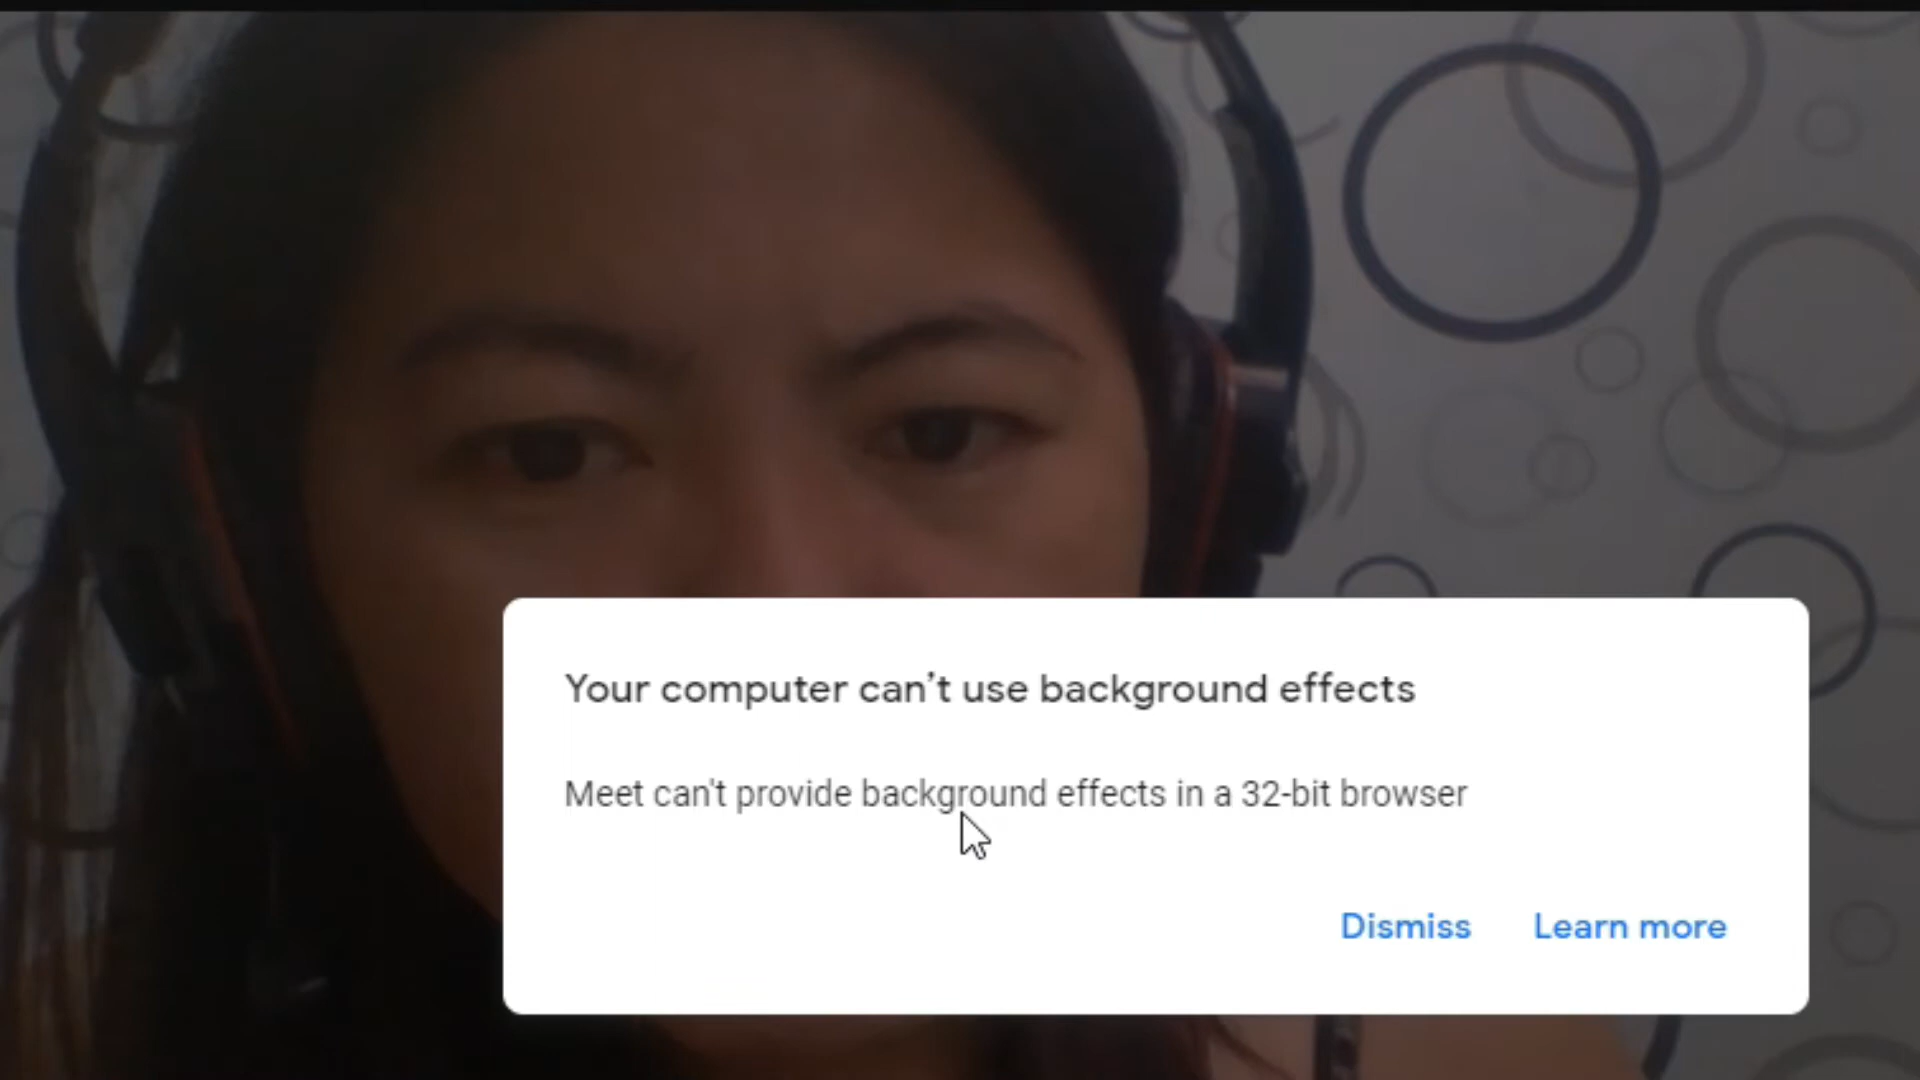 Your computer can’t use background effects
Meet can't provide background effects in a 32-bit browser
Dismiss Learn more